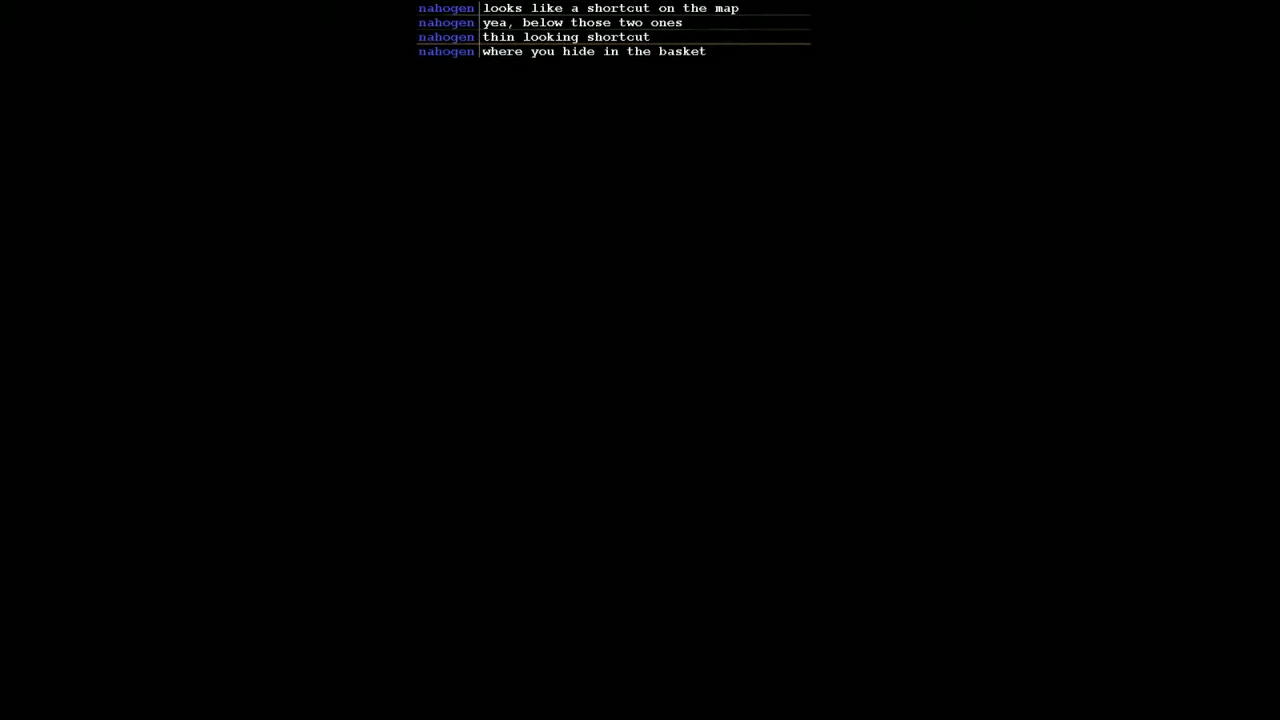 nahogen looks like a shortcut on the map
nahogen yea, below those two ones
nahogen thin looking shortcut
nahogen where you hide in the basket